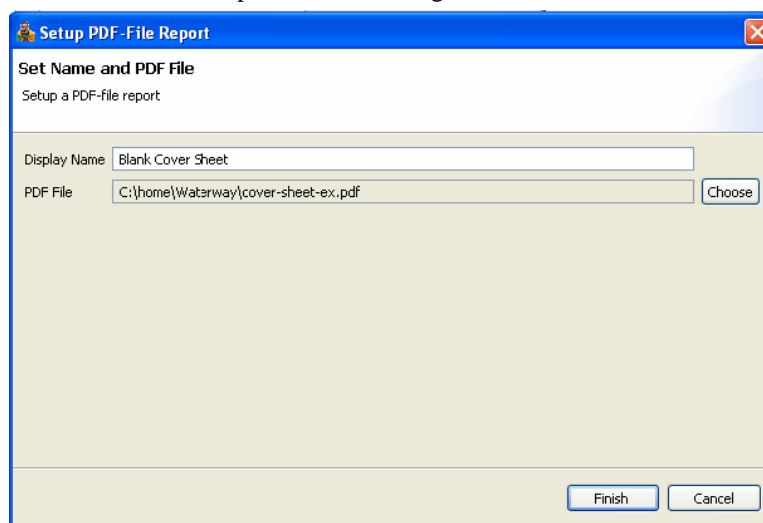 Setup PDF-File Report
Set Name and PDF File
Setup a PDF-file report
Display Name Blank Cover Sheet
PDF File C:\home\Waterway\cover-sheet-ex.pdf Choose
Finish Cancel